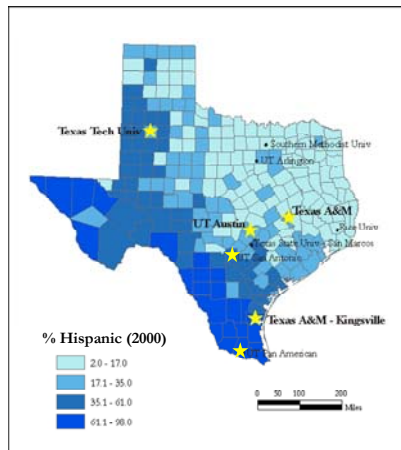 Texas Tech Univ
Southern Methodist Univ
UT Arlington
Texas A&M
UT Austin
Rice Univ
Texas State Univ - San Marcos
UT San Antonio
% Hispanic (2000)
Texas A&M - Kingsville
2.0 - 17.0
UT Pan American
17.1 - 35.0
35.1 - 61.0
0 50 100 200
61.1 - 98.0
Miles